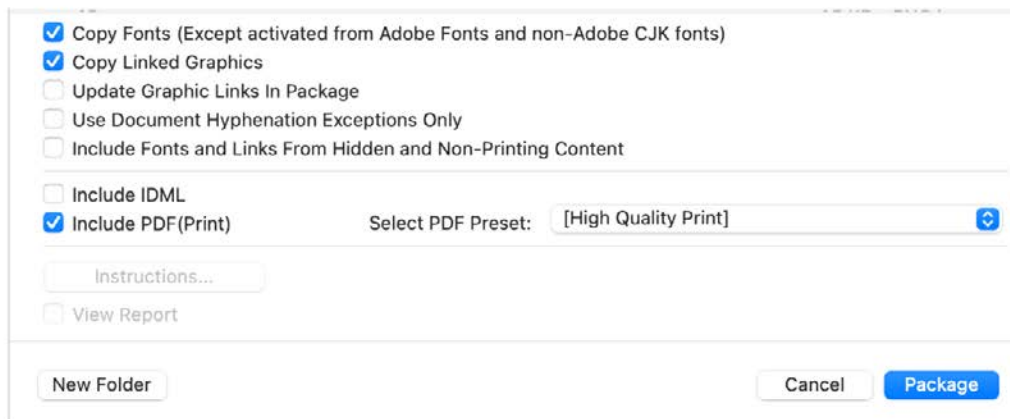 Copy Fonts (Except activated from Adobe Fonts and non-Adobe CJK fonts)
Copy Linked Graphics
Update Graphic Links In Package
Use Document Hyphenation Exceptions Only
Include Fonts and Links From Hidden and Non-Printing Content
Include IDML
Include PDF(Print) Select PDF Preset: [High Quality Print]
Instructions...
View Report
New Folder Cancel Package